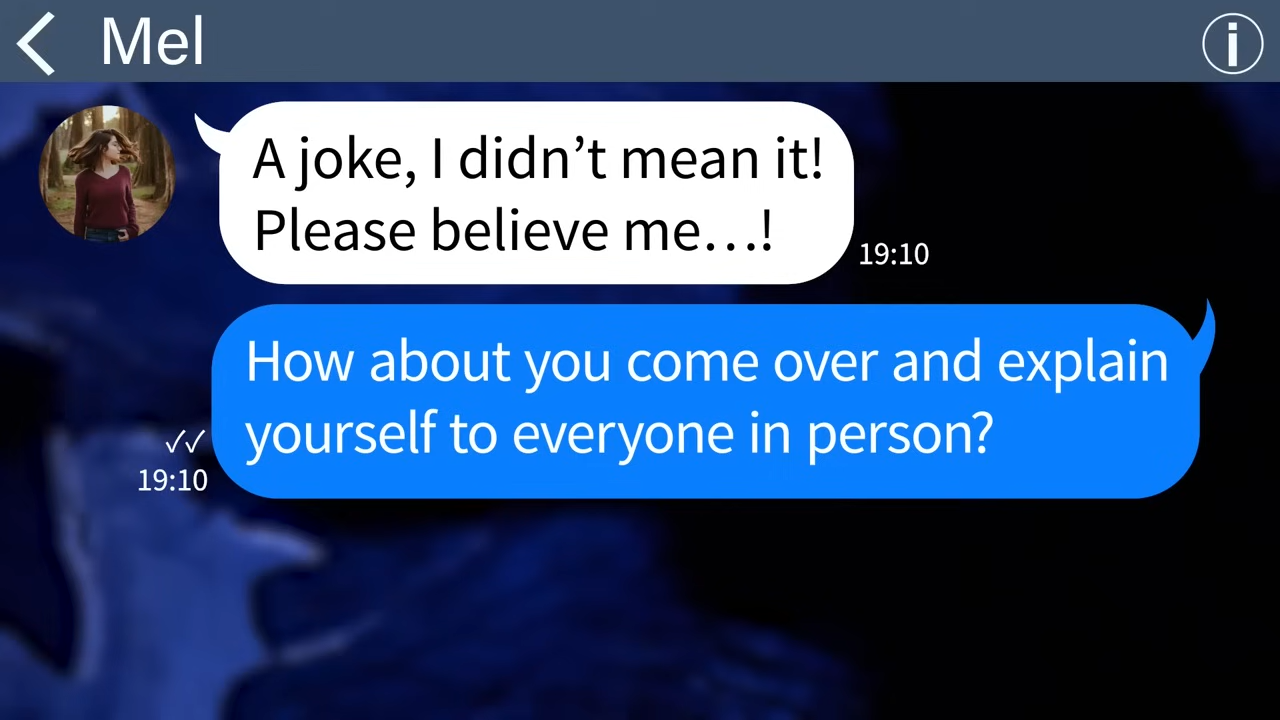 Mel
A joke, I didn’t mean it!
Please believe me…!
19:10
How about you come over and explain
yourself to everyone in person?
✓✓
19:10